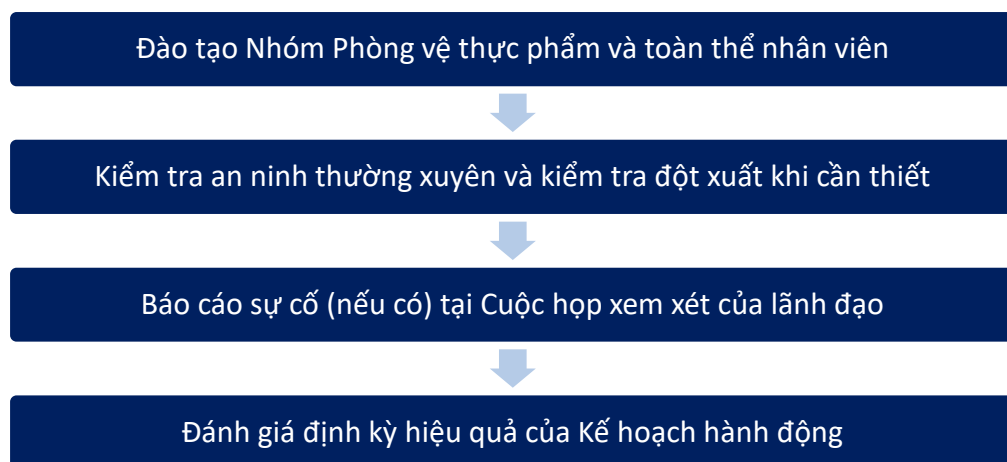 Đào tạo Nhóm Phòng vệ thực phẩm và toàn thể nhân viên
Kiểm tra an ninh thường xuyên và kiểm tra đột xuất khi cần thiết
Báo cáo sự cố (nếu có) tại Cuộc họp xem xét của lãnh đạo
Đánh giá định kỳ hiệu quả của Kế hoạch hành động